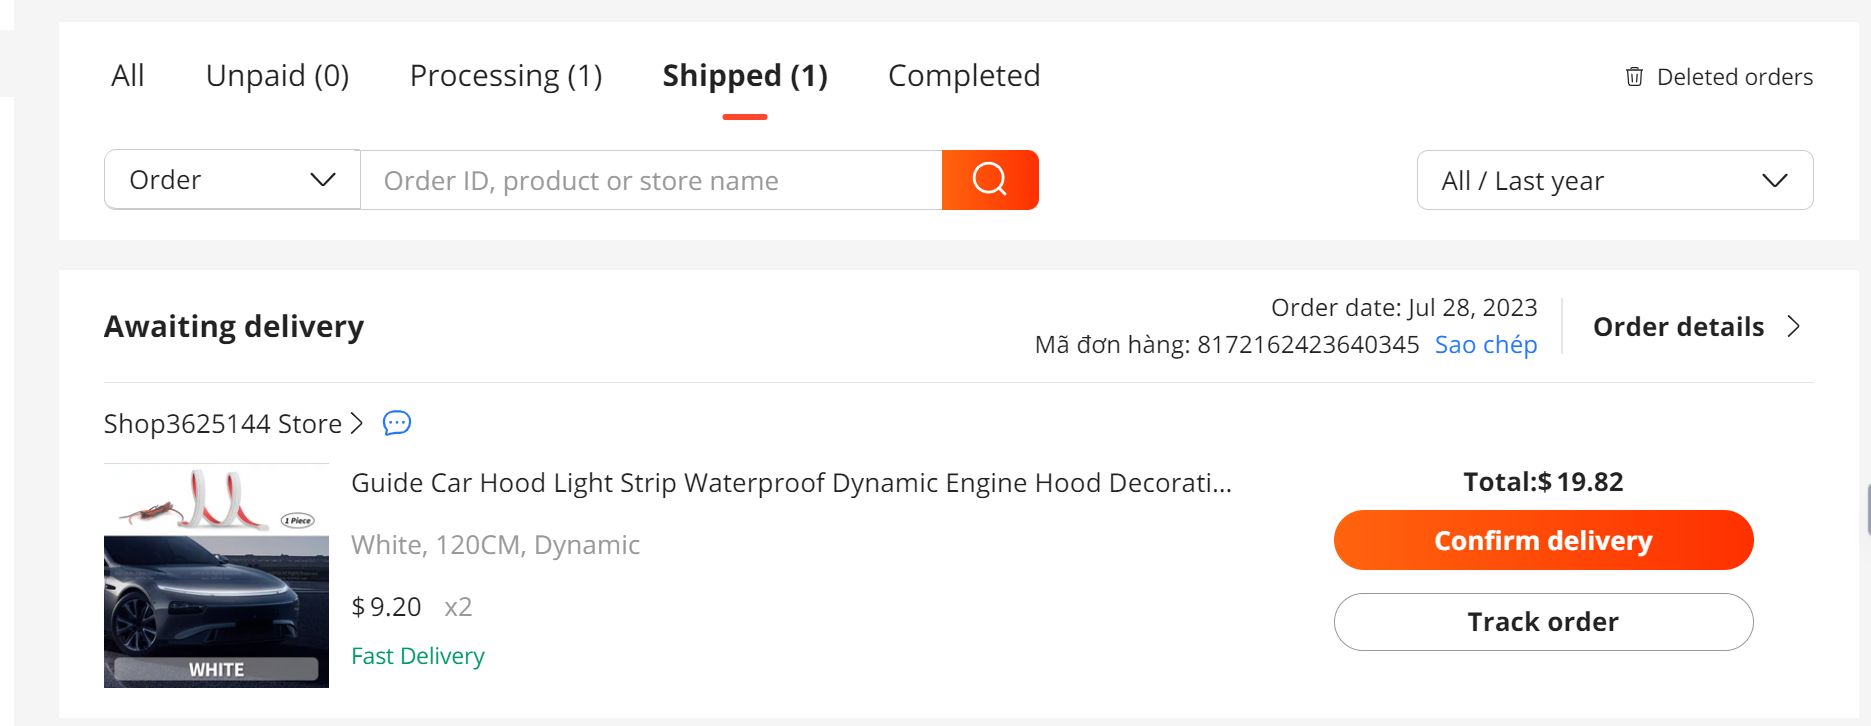 All Unpaid (0) Processing (1) Shipped (1) Completed Deleted orders
Order Order ID, product or store name All / Last year
Awaiting delivery
Order date: Jul 28, 2023
Mã đơn hàng: 8172162423640345 Sao chép
Order details
Shop3625144 Store
1 Piece
WHITE
Guide Car Hood Light Strip Waterproof Dynamic Engine Hood Decorati...
White, 120CM, Dynamic
$ 9.20 x2
Fast Delivery
Total:$ 19.82
Confirm delivery
Track order